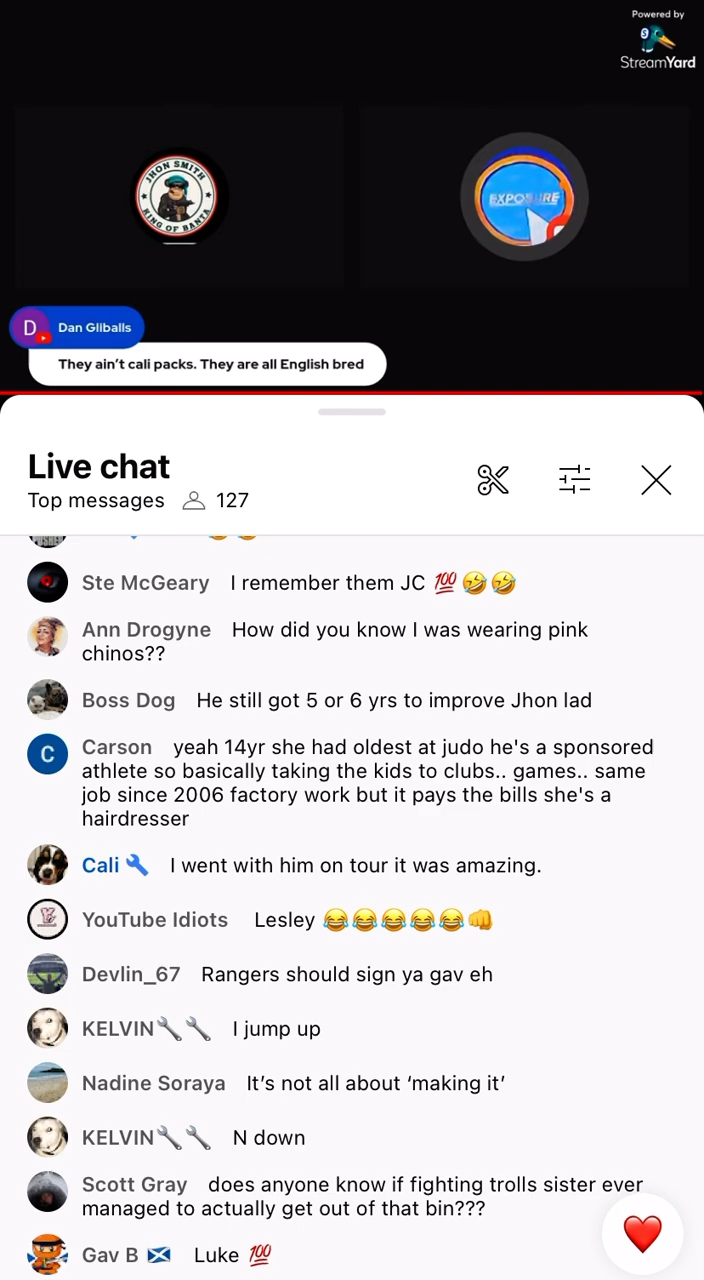 Powered by
StreamYard
JHON SMITH
KING OF BANTA
EXPOSURE
D Dan Gliballs
They ain't cali packs. They are all English bred
Live chat
Top messages 127
Ste McGeary I remember them JC 💯🤣🤣
Ann Drogyne How did you know I was wearing pink
chinos??
Boss Dog He still got 5 or 6 yrs to improve Jhon lad
C Carson yeah 14yr she had oldest at judo he's a sponsored
athlete so basically taking the kids to clubs.. games.. same
job since 2006 factory work but it pays the bills she's a
hairdresser
Cali 🔧 I went with him on tour it was amazing.
YouTube Idiots Lesley 😂😂😂😂😂👊
Devlin_67 Rangers should sign ya gav eh
KELVIN🔧🔧 I jump up
Nadine Soraya It's not all about ‘making it’
KELVIN🔧🔧 N down
Scott Gray does anyone know if fighting trolls sister ever
managed to actually get out of that bin???
Gav B 🏴󠁧󠁢󠁳󠁣󠁴󠁿 Luke 💯